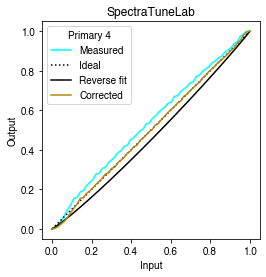 SpectraTuneLab
Primary 4
Measured
Ideal
Reverse fit
Corrected
Output
1.0
0.8
0.6
0.4
0.2
0.0
0.0 0.2 0.4 0.6 0.8 1.0
Input